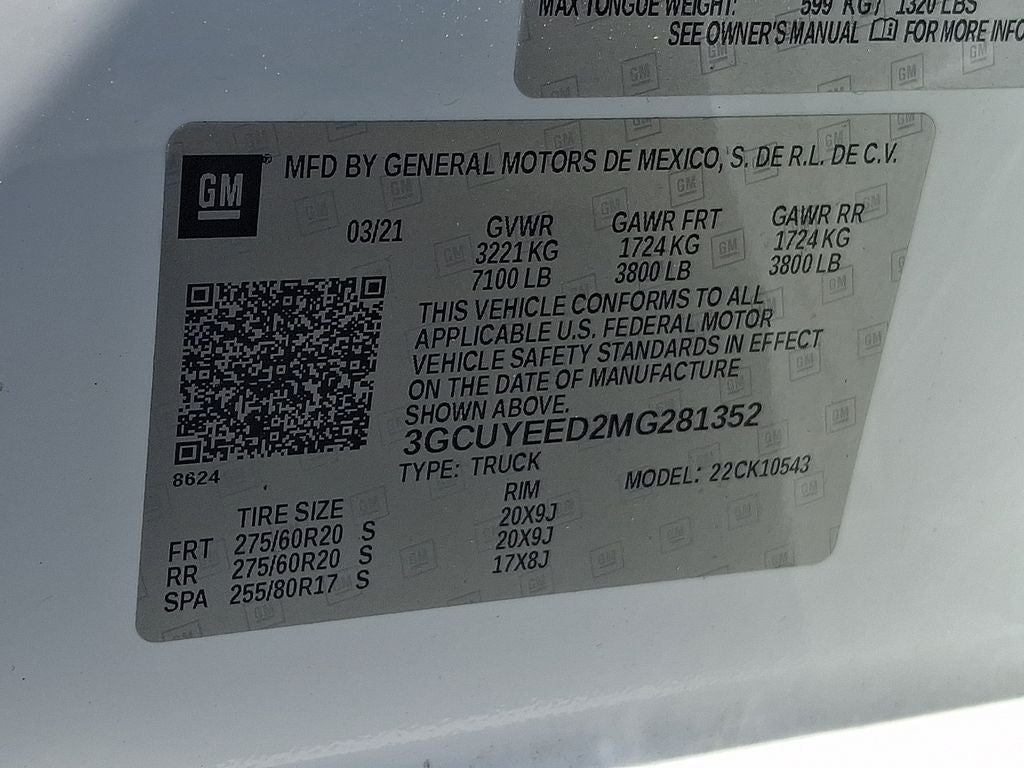 MAX TONGUE WEIGHT: 599 KG / 1320 LBS
SEE OWNER'S MANUAL FOR MORE INFO
GM
MFD BY GENERAL MOTORS DE MEXICO, S. DE R.L. DE C.V.
03/21 GVWR GAWR FRT GAWR RR
3221 KG 1724 KG 1724 KG
7100 LB 3800 LB 3800 LB
THIS VEHICLE CONFORMS TO ALL
APPLICABLE U.S. FEDERAL MOTOR
VEHICLE SAFETY STANDARDS IN EFFECT
ON THE DATE OF MANUFACTURE
SHOWN ABOVE.
3GCUYEED2MG281352
8624
TYPE: TRUCK MODEL: 22CK10543
TIRE SIZE RIM
FRT 275/60R20 S 20X9J
RR 275/60R20 S 20X9J
SPA 255/80R17 S 17X8J